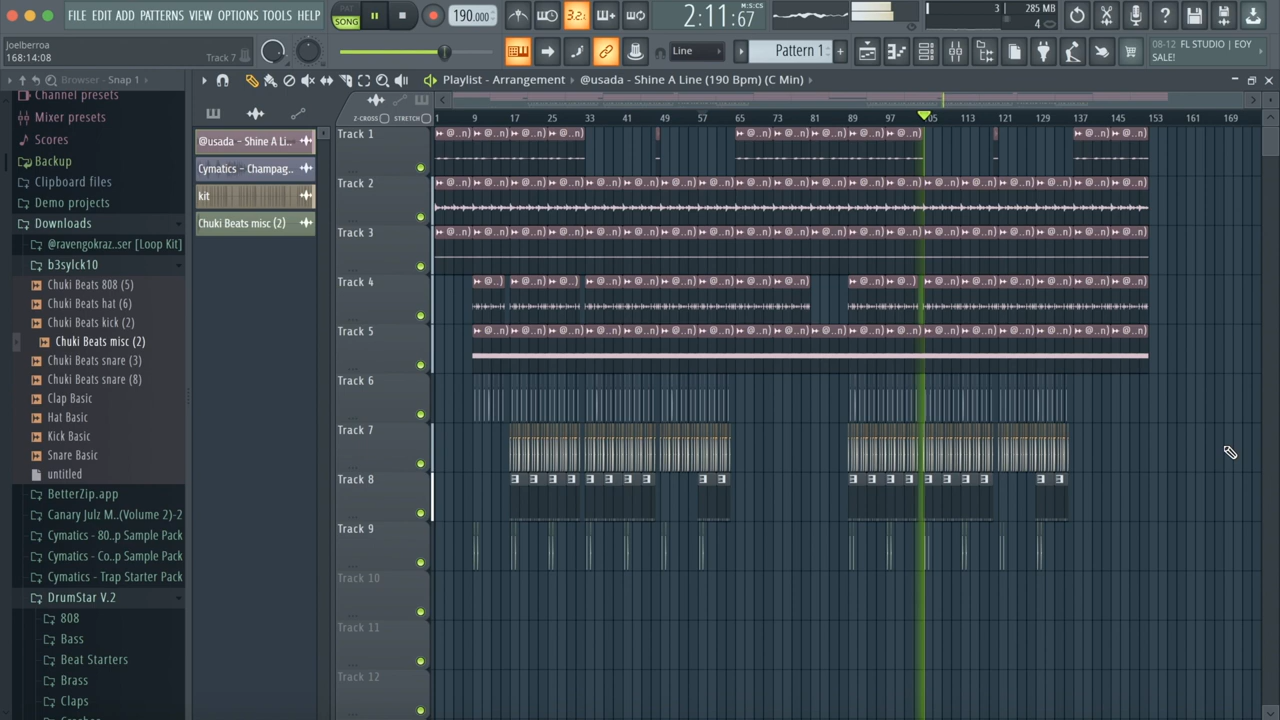 FILE EDIT ADD PATTERNS VIEW OPTIONS TOOLS HELP
PAT
SONG
190.000
3.2.
2:11:67
M:S:CS
3
285 MB
4
Joelberroa
168:14:08
Track 7
Line
Pattern 1
08-12 FL STUDIO | EOY
SALE!
Browser - Snap 1
Playlist - Arrangement
@usada - Shine A Line (190 Bpm) (C Min)
Channel presets
Mixer presets
Scores
Backup
Clipboard files
Demo projects
Downloads
@ravengokraz..ser [Loop Kit]
b3sylck10
Chuki Beats 808 (5)
Chuki Beats hat (6)
Chuki Beats kick (2)
Chuki Beats misc (2)
Chuki Beats snare (3)
Chuki Beats snare (8)
Clap Basic
Hat Basic
Kick Basic
Snare Basic
untitled
BetterZip.app
Canary Julz M..(Volume 2)-2
Cymatics - 80..p Sample Pack
Cymatics - Co..p Sample Pack
Cymatics - Trap Starter Pack
DrumStar V.2
808
Bass
Beat Starters
Brass
Claps
@usada - Shine A Li..
Cymatics - Champag..
kit
Chuki Beats misc (2)
Z-CROSS
STRETCH
1 9 17 25 33 41 49 57 65 73 81 89 97 105 113 121 129 137 145 153 161 169
Track 1
Track 2
Track 3
Track 4
Track 5
Track 6
Track 7
Track 8
Track 9
Track 10
Track 11
Track 12